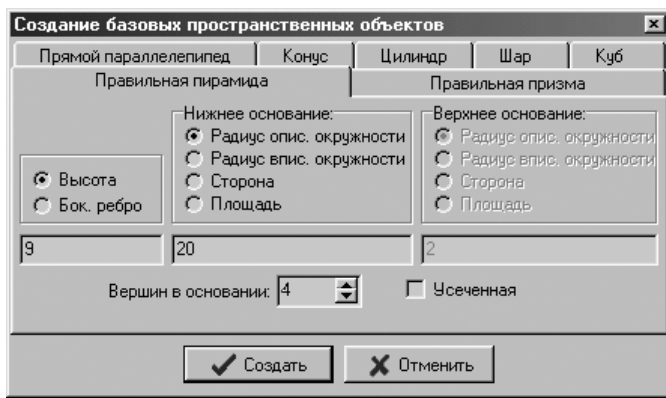 Создание базовых пространственных объектов
Прямой параллелепипед Конус Цилиндр Шар Куб
Правильная пирамида Правильная призма
Нижнее основание: Верхнее основание:
Радиус опис. окружности Радиус опис. окружности
Радиус впис. окружности Радиус впис. окружности
Высота Сторона Сторона
Бок. ребро Площадь Площадь
9 20 2
Вершин в основании: 4 Усеченная
Создать Отменить